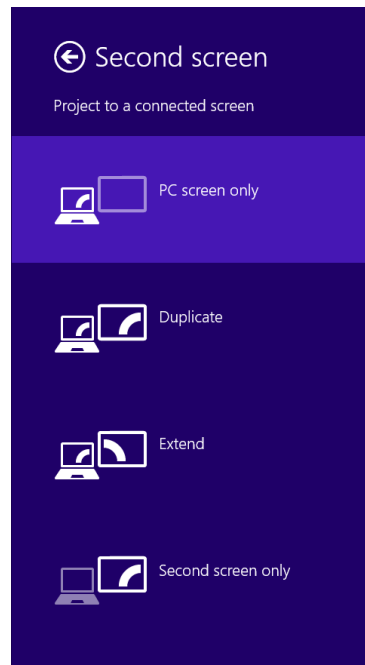 Second screen
Project to a connected screen
PC screen only
Duplicate
Extend
Second screen only